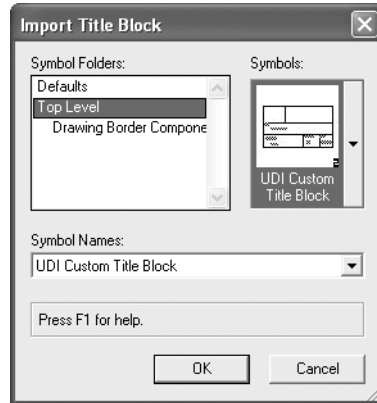 Import Title Block
Symbol Folders:
Symbols:
Defaults
Top Level
Drawing Border Compone
UDI Custom
Title Block
Symbol Names:
UDI Custom Title Block
Press F1 for help.
OK
Cancel